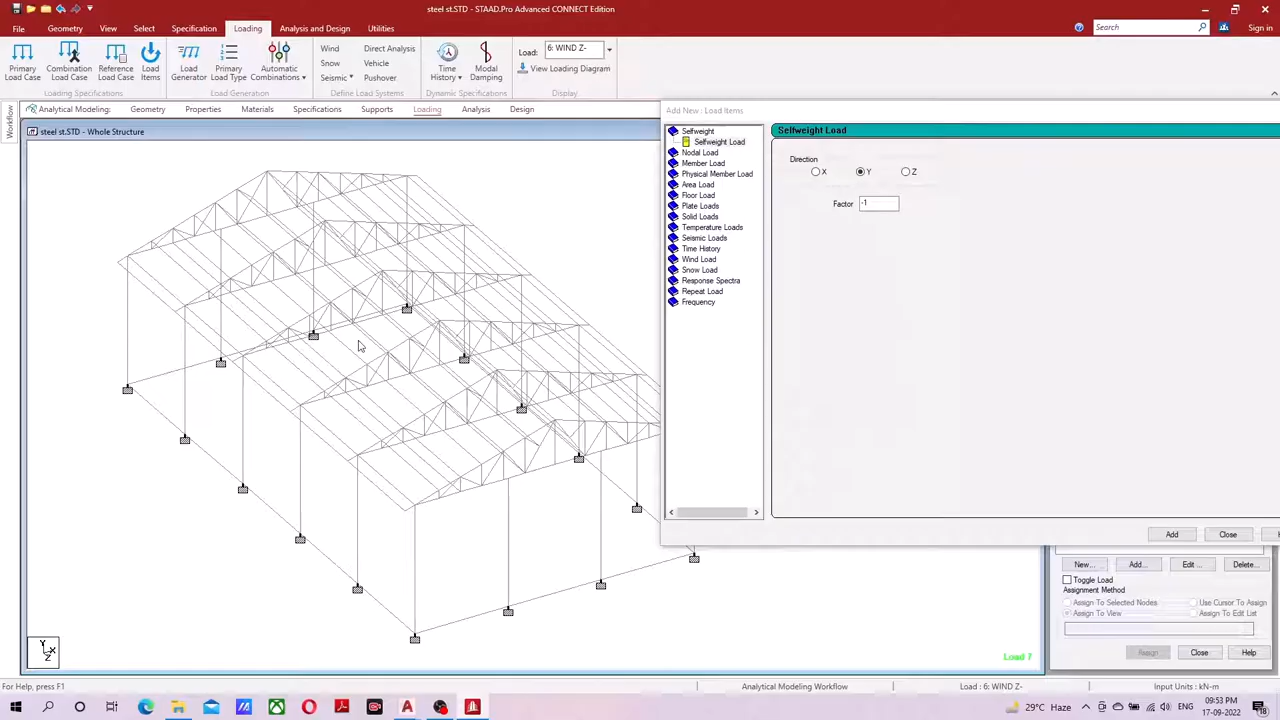 steel st.STD - STAAD.Pro Advanced CONNECT Edition
File Geometry View Select Specification Loading Analysis and Design Utilities
Search
Sign in
Primary Load Case
Combination Load Case
Reference Load Case
Load Items
Loading Specifications
Load Generator
Primary Load Type
Automatic Combinations
Load Generation
Wind
Snow
Seismic
Direct Analysis
Vehicle
Pushover
Define Load Systems
Time History
Modal Damping
Dynamic Specifications
Load: 6: WIND Z-
View Loading Diagram
Display
Workflow
Analytical Modeling: Geometry Properties Materials Specifications Supports Loading Analysis Design
steel st.STD - Whole Structure
Add New : Load Items
Selfweight
Selfweight Load
Nodal Load
Member Load
Physical Member Load
Area Load
Floor Load
Plate Loads
Solid Loads
Temperature Loads
Seismic Loads
Time History
Wind Load
Snow Load
Response Spectra
Repeat Load
Frequency
Selfweight Load
Direction
X Y Z
Factor -1
Add Close
New... Add... Edit ... Delete...
Toggle Load
Assignment Method
Assign To Selected Nodes Use Cursor To Assign
Assign To View Assign To Edit List
Assign Close Help
Y
X
Z
Load 7
For Help, press F1
Analytical Modeling Workflow
Load : 6: WIND Z-
Input Units : kN-m
29°C Haze
ENG
09:53 PM
17-09-2022
18